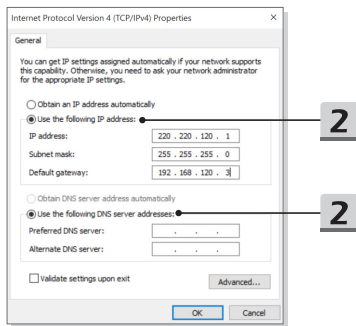 Internet Protocol Version 4 (TCP/IPv4) Properties
General
You can get IP settings assigned automatically if your network supports
this capability. Otherwise, you need to ask your network administrator
for the appropriate IP settings.
Obtain an IP address automatically
Use the following IP address:
2
IP address: 220 . 220 . 120 . 1
Subnet mask: 255 . 255 . 255 . 0
Default gateway: 192 . 168 . 120 . 3
Obtain DNS server address automatically
Use the following DNS server addresses:
2
Preferred DNS server: . . .
Alternate DNS server: . . .
Validate settings upon exit
Advanced...
OK Cancel